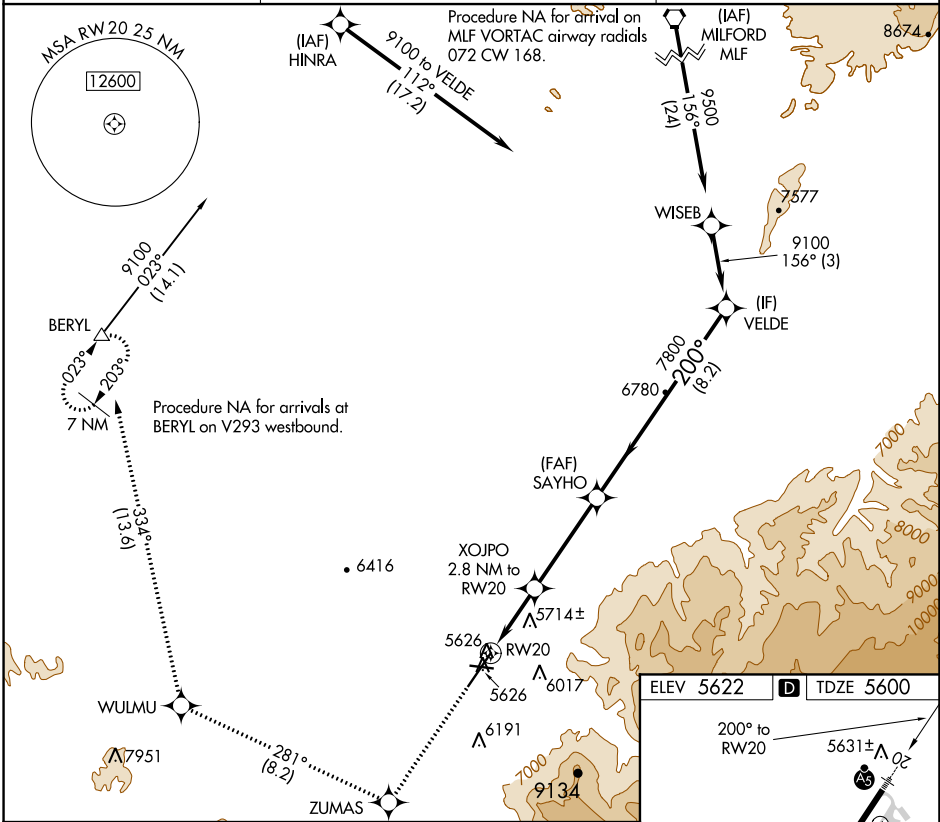 MSA RW 20 25 NM
12600
(IAF)
HINRA
9100 to VELDE
112°
(17.2)
Procedure NA for arrival on
MLF VORTAC airway radials
072 CW 168.
(IAF)
MILFORD
MLF
8674
9500
156°
(24)
7577
WISEB
9100
156° (3)
(IF)
VELDE
9100
023°
(14.1)
BERYL
023°
203°
7 NM
Procedure NA for arrivals at
BERYL on V293 westbound.
7800
200°
(8.2)
6780
7000
(FAF)
SAYHO
8000
334°
(13.6)
6416
XOJPO
2.8 NM to
RW20
9000
10000
5714±
5626
RW20
5626
6017
WULMU
6191
7951
281°
(8.2)
ZUMAS
7000
9134
ELEV 5622
D
TDZE 5600
200° to
RW20
5631±
20
A5